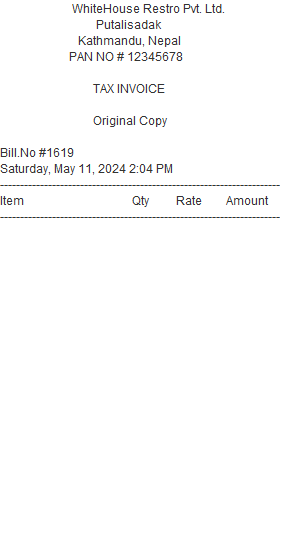 WhiteHouse Restro Pvt. Ltd.
Putalisadak
Kathmandu, Nepal
PAN NO # 12345678
TAX INVOICE
Original Copy
Bill.No #1619
Saturday, May 11, 2024 2:04 PM
----------------------------------------------------------------------
Item Qty Rate Amount
----------------------------------------------------------------------